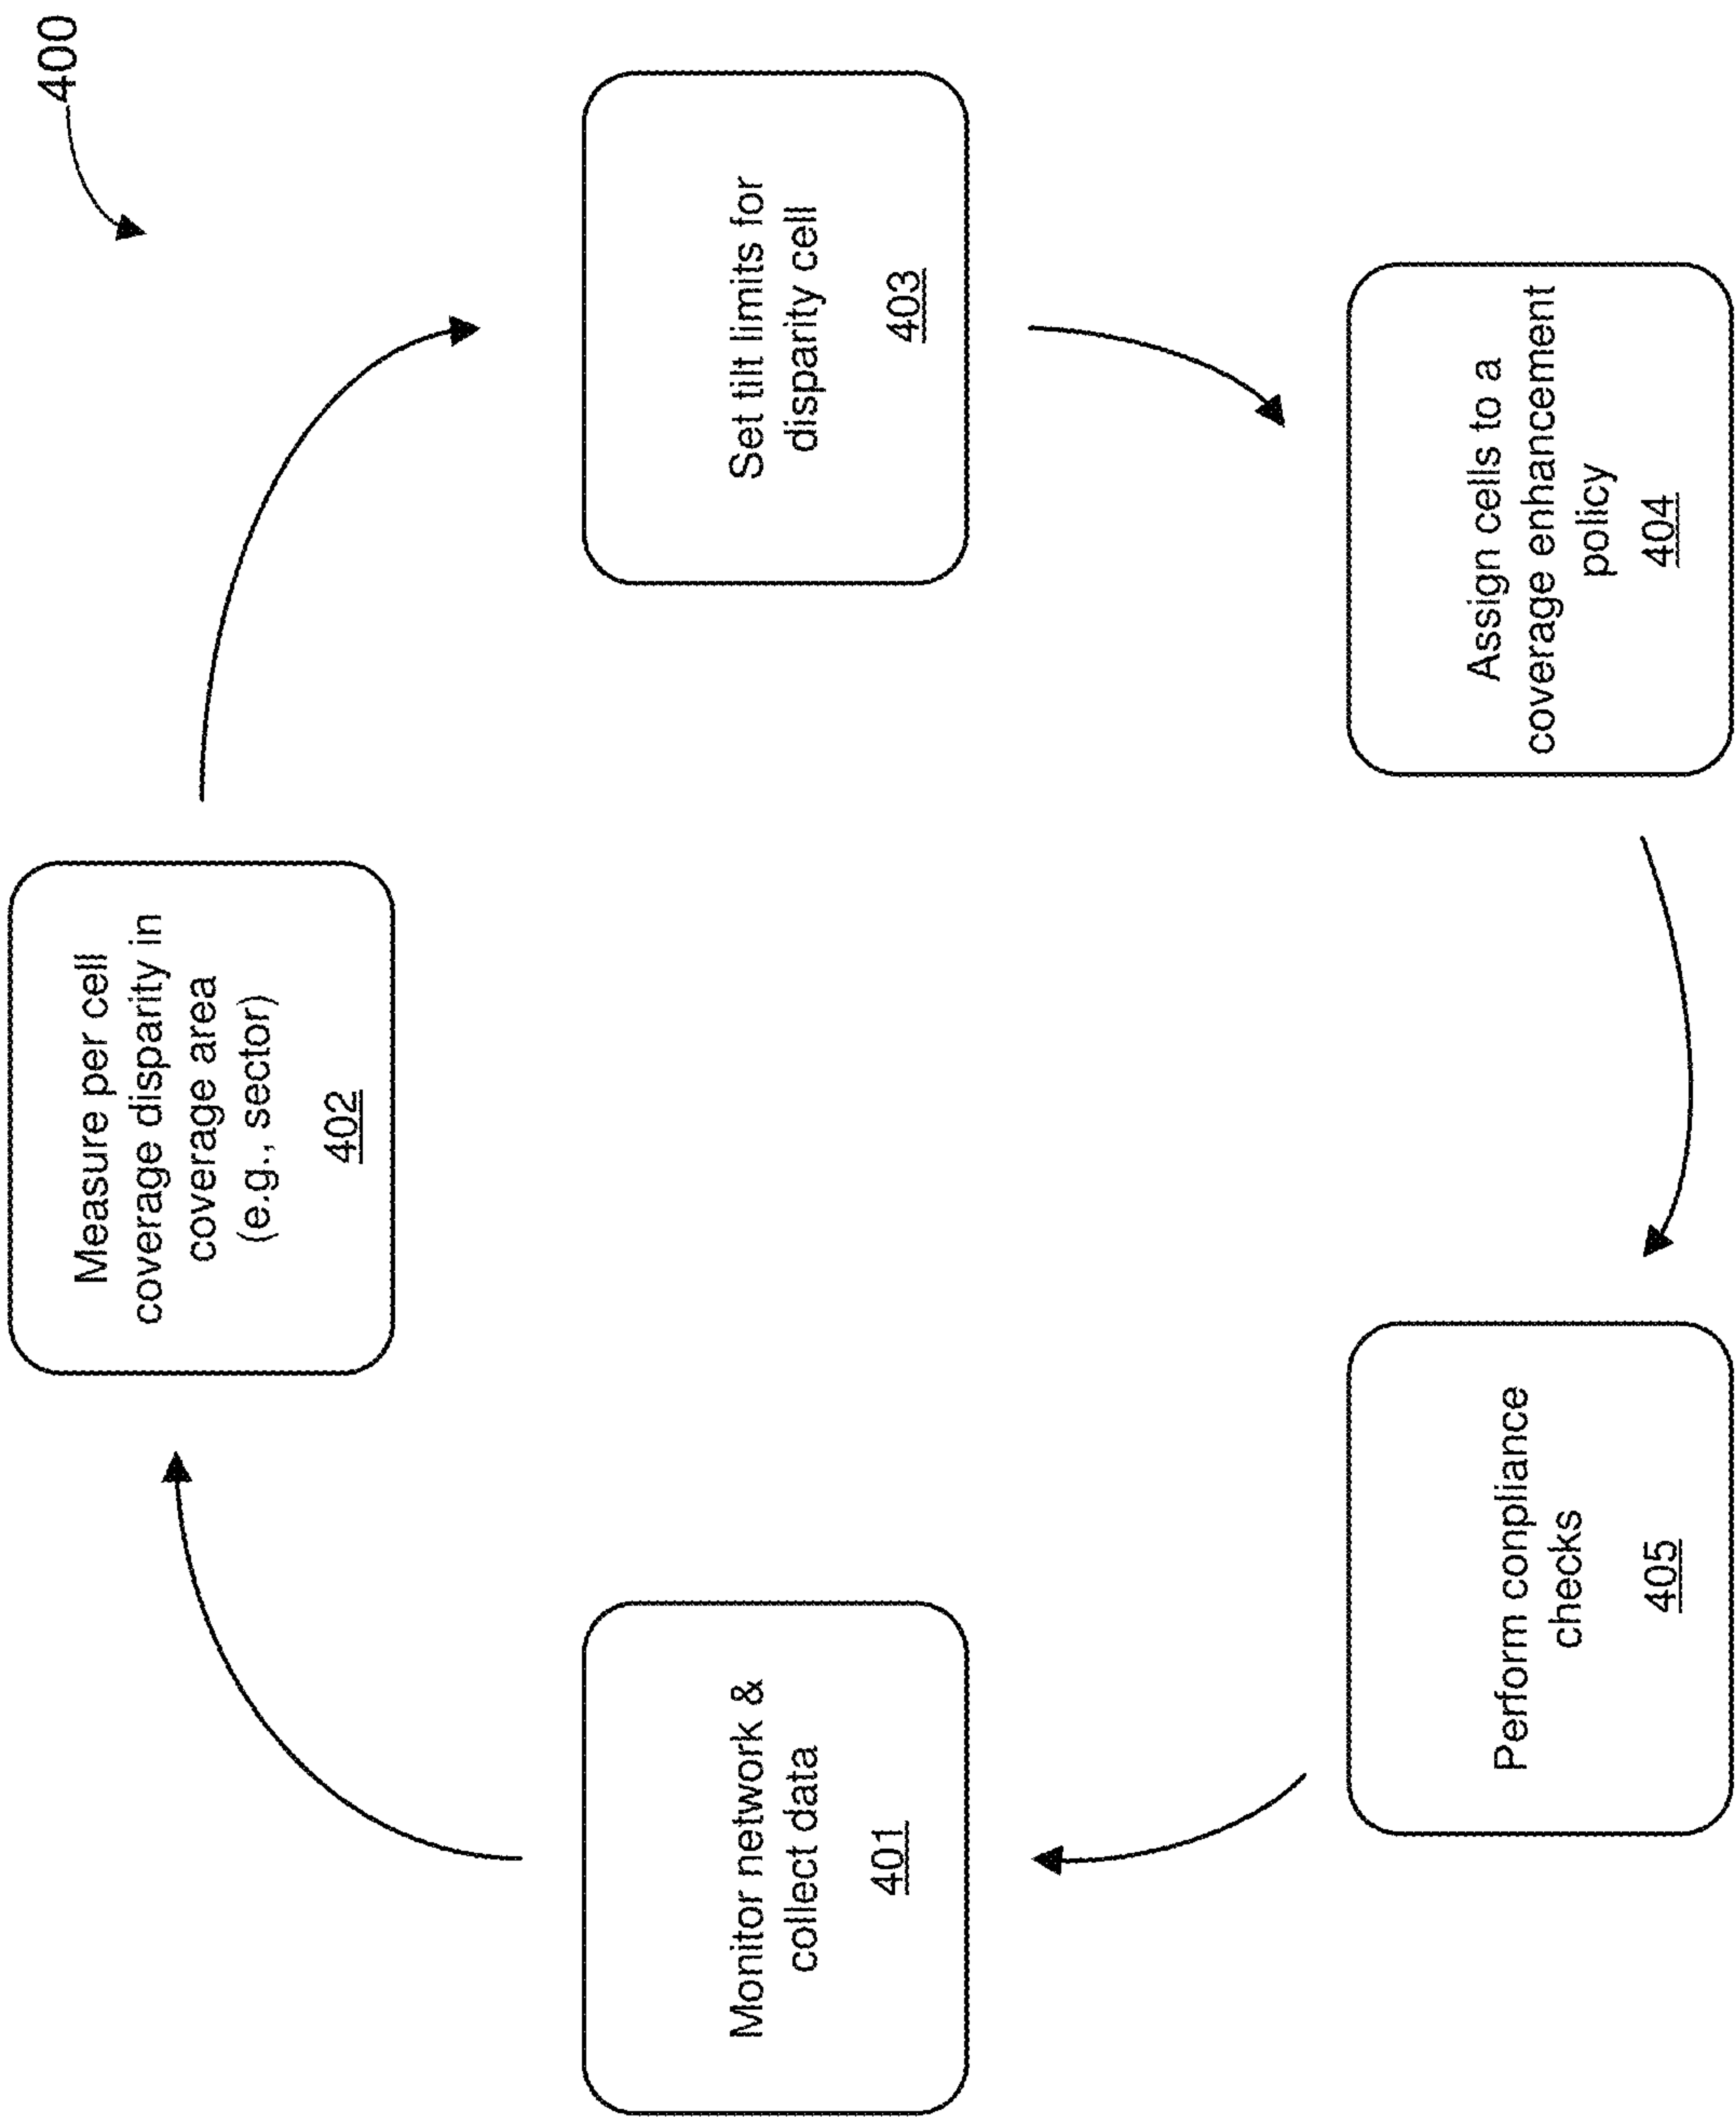 400
Measure per cell
coverage disparity in
coverage area
(e.g., sector)
402
Set tilt limits for
disparity cell
403
Assign cells to a
coverage enhancement
policy
404
Perform conpliance
checks
405
Monitor network &
collect data
401